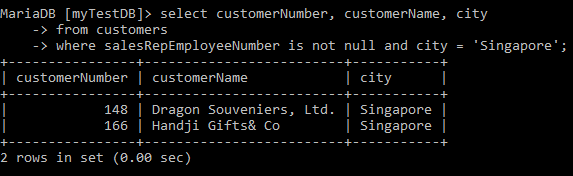 MariaDB [myTestDB]> select customerNumber, customerName, city
    -> from customers
    -> where salesRepEmployeeNumber is not null and city = 'Singapore';
+----------------+-------------------------+-----------+
| customerNumber | customerName            | city      |
+----------------+-------------------------+-----------+
|            148 | Dragon Souveniers, Ltd. | Singapore |
|            166 | Handji Gifts& Co        | Singapore |
+----------------+-------------------------+-----------+
2 rows in set (0.00 sec)